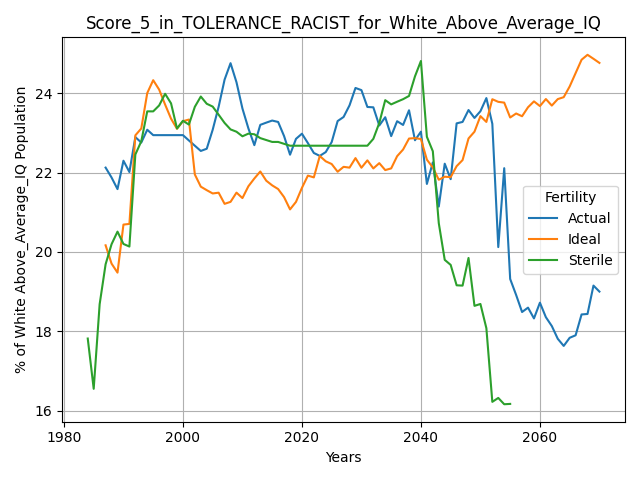 Score_5_in_TOLERANCE_RACIST_for_White_Above_Average_IQ
% of White Above_Average_IQ Population
24
22
20
18
16
1980
2000
2020
2040
2060
Years
Fertility
Actual
Ideal
Sterile